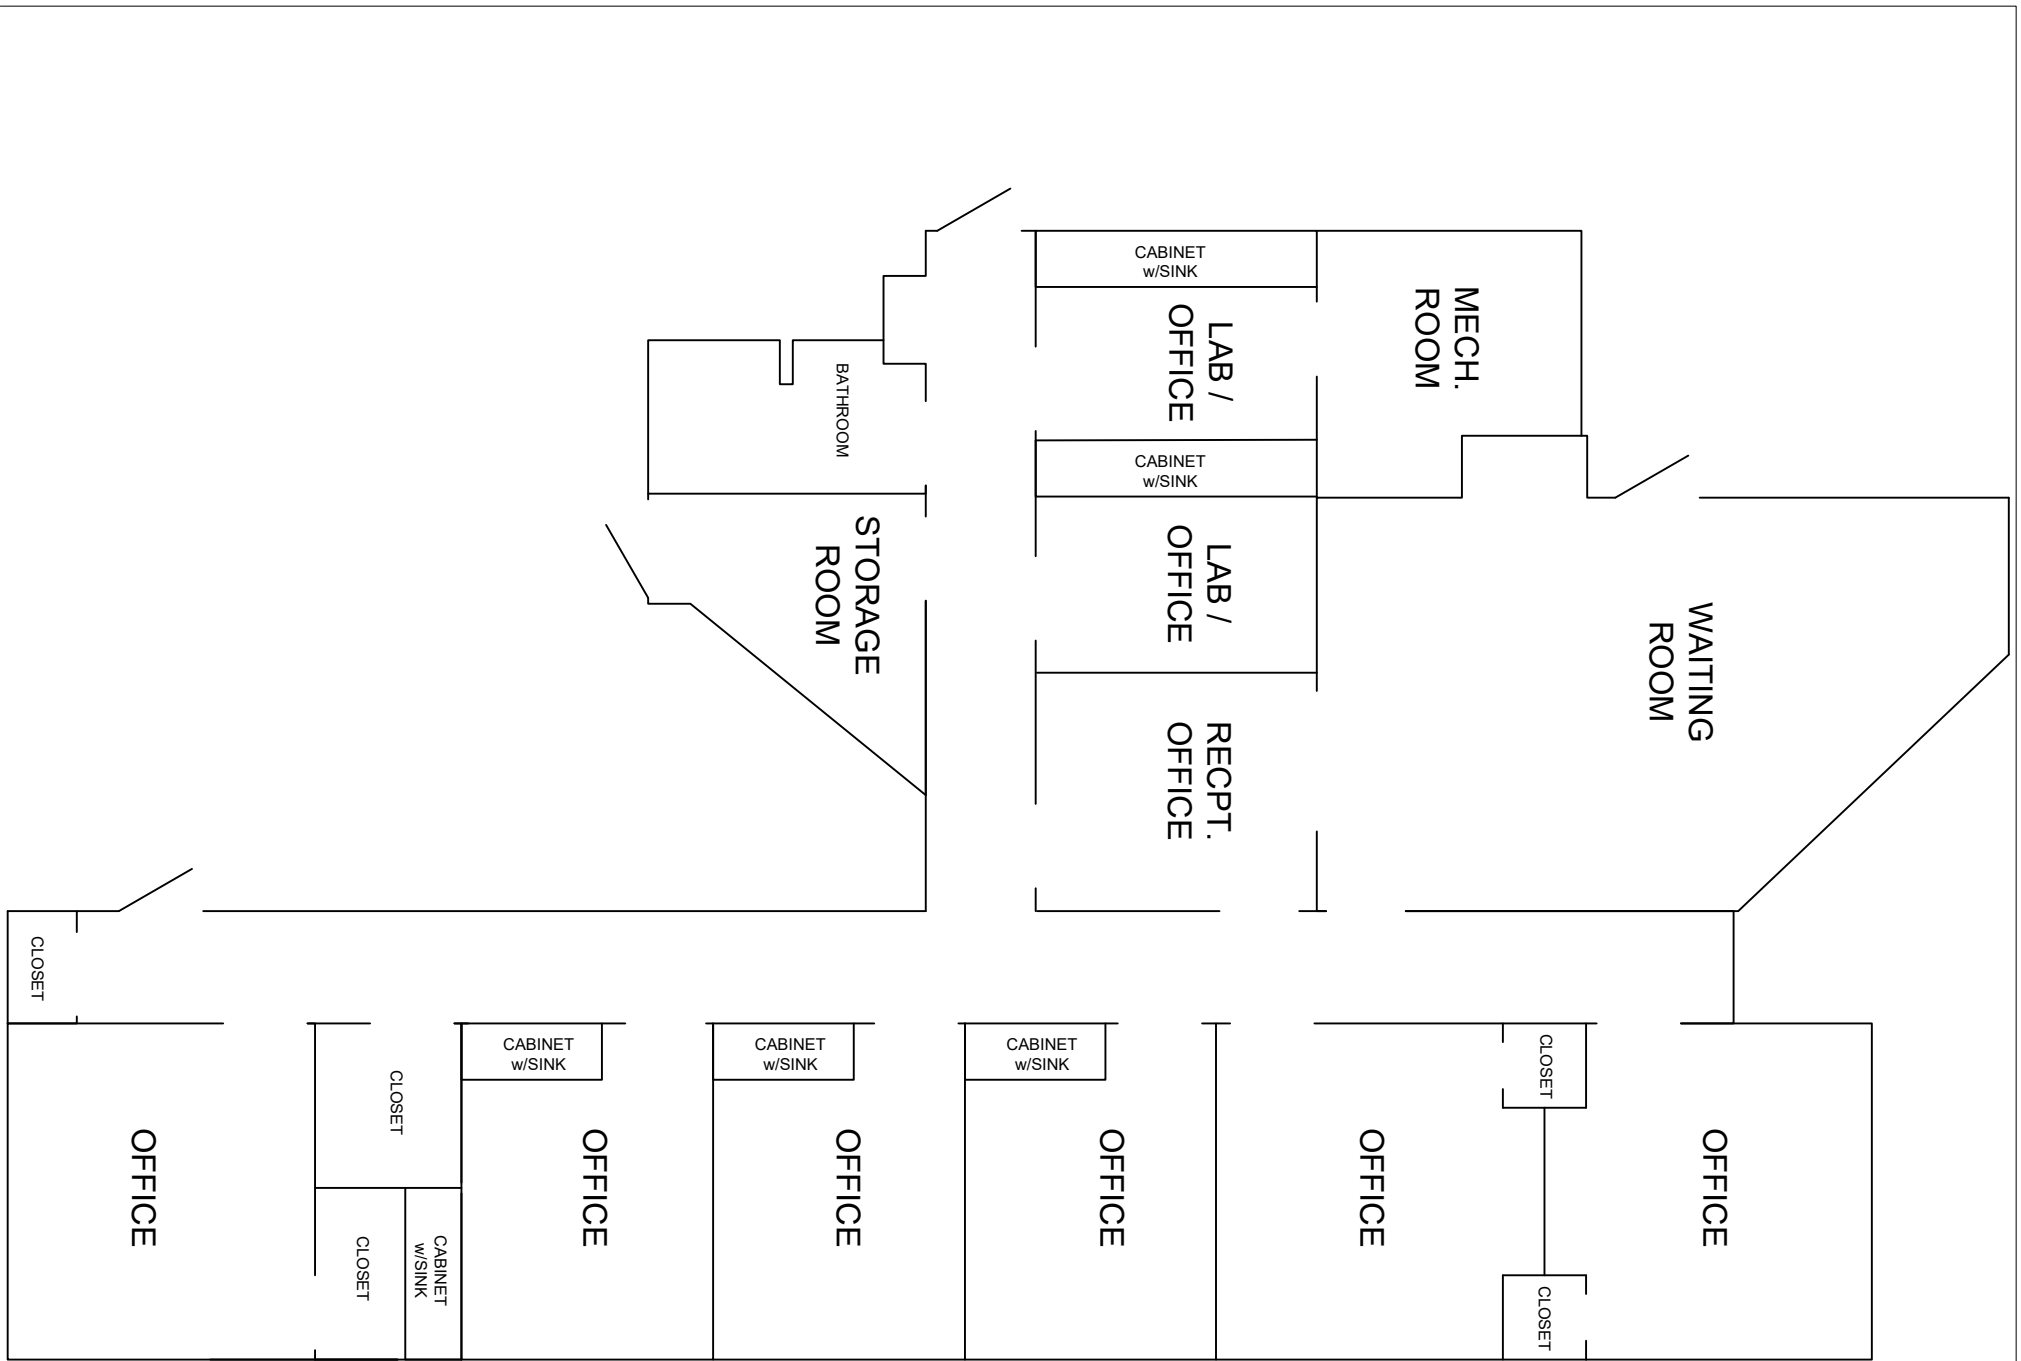 CABINET
w/SINK
MECH.
ROOM
LAB /
OFFICE
BATHROOM
CABINET
w/SINK
STORAGE
ROOM
LAB /
OFFICE
WAITING
ROOM
RECPT.
OFFICE
CLOSET
CABINET
w/SINK
CABINET
w/SINK
CABINET
w/SINK
CLOSET
CLOSET
OFFICE
OFFICE
OFFICE
OFFICE
OFFICE
OFFICE
CLOSET
CABINET
w/SINK
CLOSET